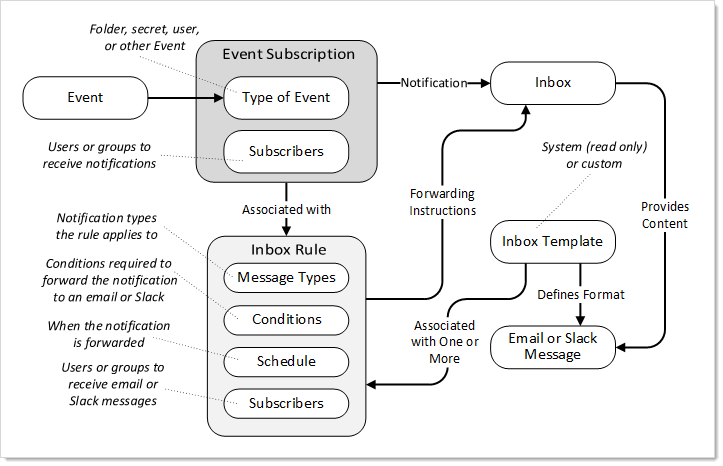 Folder, secret, user,
or other Event
Event Subscription
Event
Type of Event
Notification
Inbox
Users or groups to
receive notifications
Subscribers
System (read only)
or custom
Forwarding
Instructions
Provides
Content
Associated with
Notification types
the rule applies to
Inbox Rule
Message Types
Inbox Template
Conditions required to
forward the notification
to an email or Slack
Conditions
Defines Format
When the notification
is forwarded
Schedule
Associated
with One or
More
Email or Slack
Message
Users or groups to
receive email or
Slack messages
Subscribers